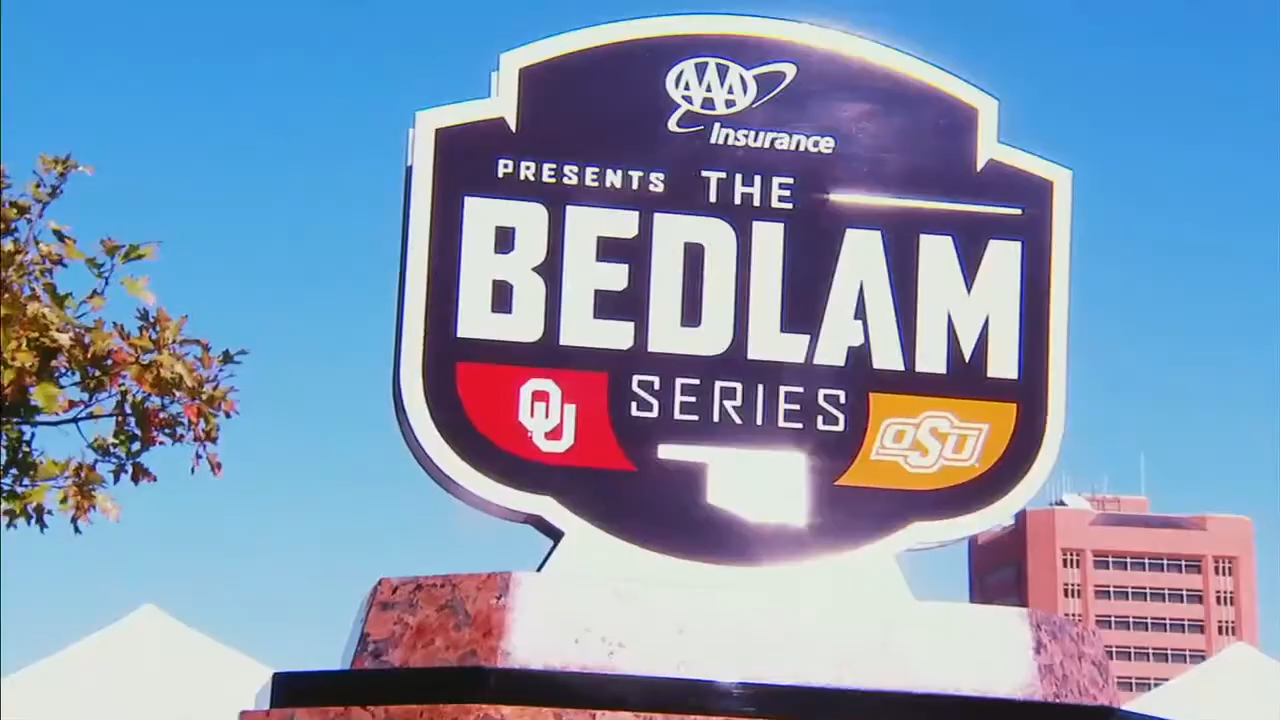 AAA
Insurance
PRESENTS THE
BEDLAM
SERIES
OU
OSU